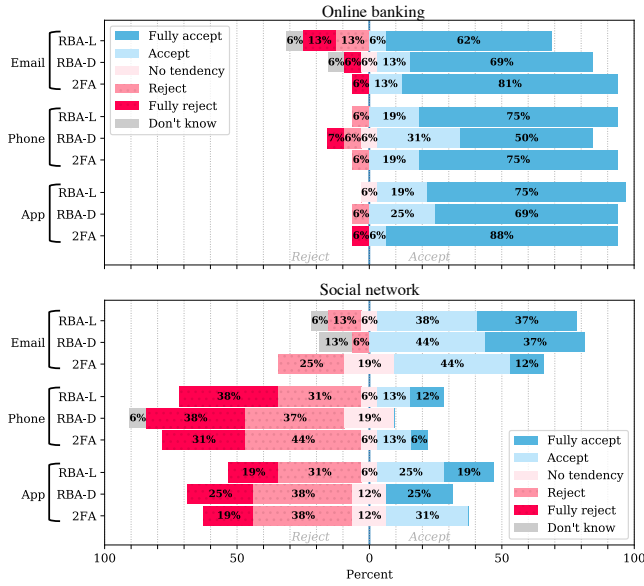 Online banking
Fully accept
Accept
No tendency
Reject
Fully reject
Don't know
Email
RBA-L 6% 13% 13% 6% 62%
RBA-D 6% 6% 6% 13% 69%
2FA 6% 13% 81%
Phone
RBA-L 6% 19% 75%
RBA-D 7% 6% 6% 31% 50%
2FA 6% 19% 75%
App
RBA-L 6% 19% 75%
RBA-D 6% 25% 69%
2FA 6% 6% 88%
Reject Accept
Social network
Email
RBA-L 6% 13% 6% 38% 37%
RBA-D 13% 6% 44% 37%
2FA 25% 19% 44% 12%
Phone
RBA-L 38% 31% 6% 13% 12%
RBA-D 6% 38% 37% 19%
2FA 31% 44% 6% 13% 6%
App
RBA-L 19% 31% 6% 25% 19%
RBA-D 25% 38% 12% 25%
2FA 19% 38% 12% 31%
Fully accept
Accept
No tendency
Reject
Fully reject
Don't know
Reject Accept
100 50 0 50 100
Percent